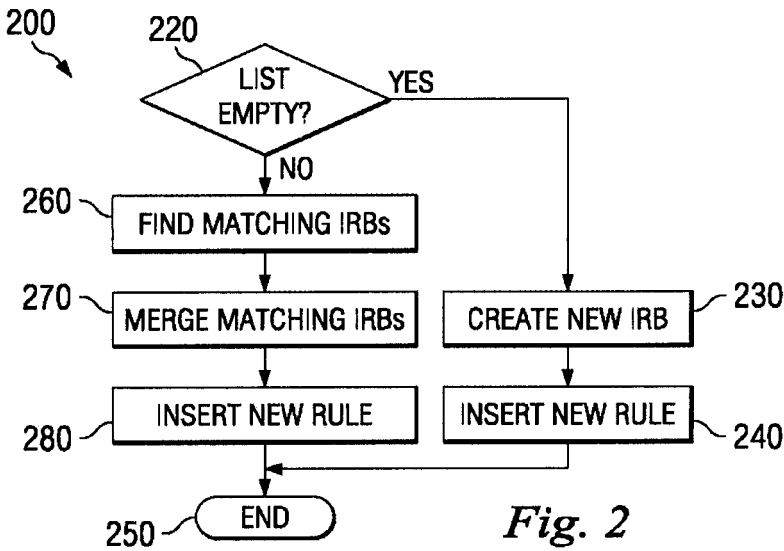 200
220
LIST
EMPTY?
YES
NO
260
FIND MATCHING IRBs
270
MERGE MATCHING IRBs
CREATE NEW IRB
230
INSERT NEW RULE
INSERT NEW RULE
280
240
250
END
Fig. 2